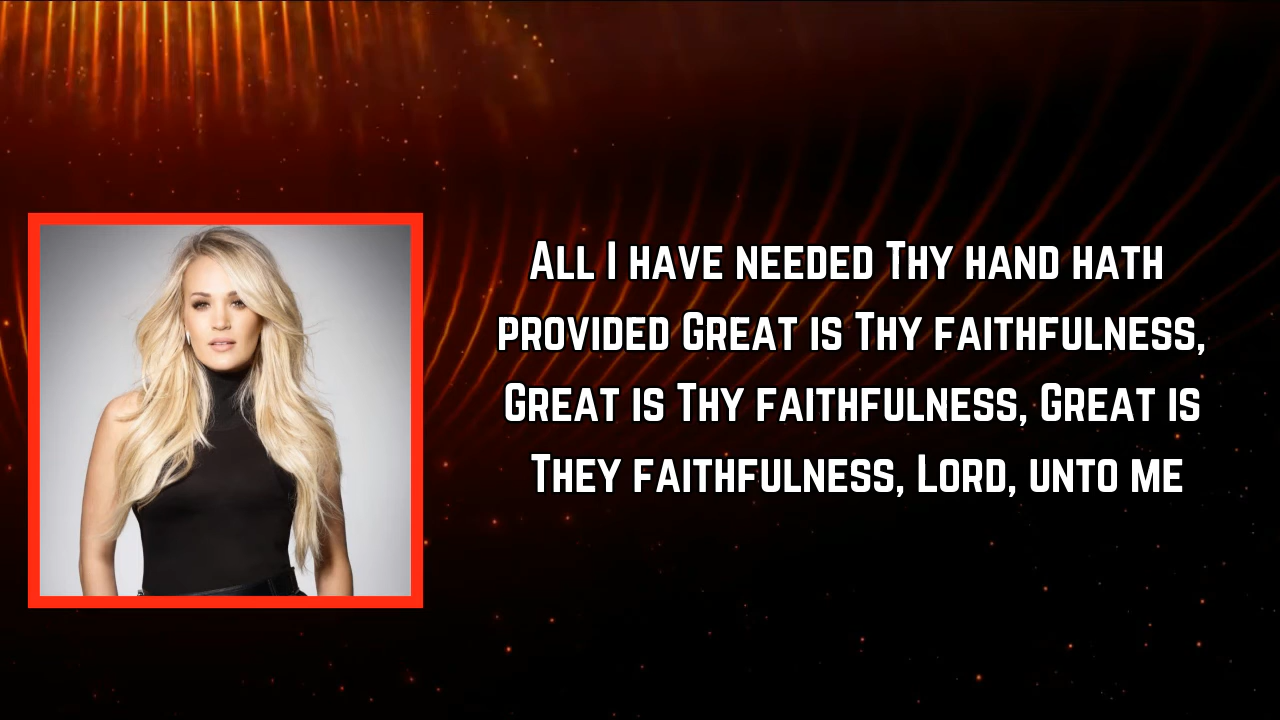 All I have needed Thy hand hath
provided Great is Thy faithfulness,
Great is Thy faithfulness, Great is
They faithfulness, Lord, unto me